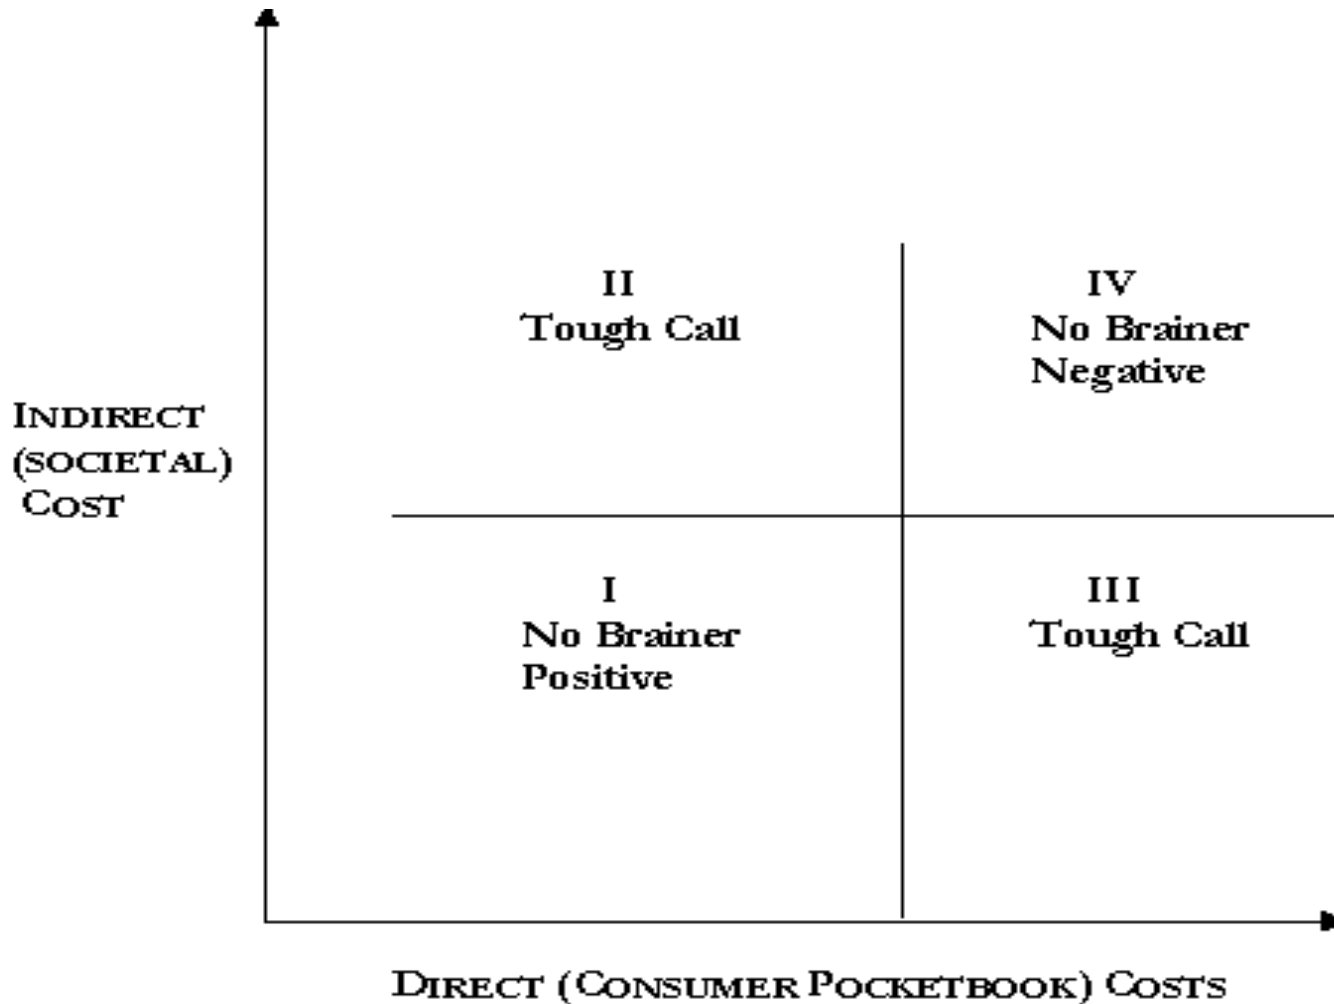 II
Tough Call
IV
No Brainer
Negative
INDIRECT
(SOCIETAL)
COST
I
No Brainer
Positive
III
Tough Call
DIRECT (CONSUMER POCKETBOOK) COSTS